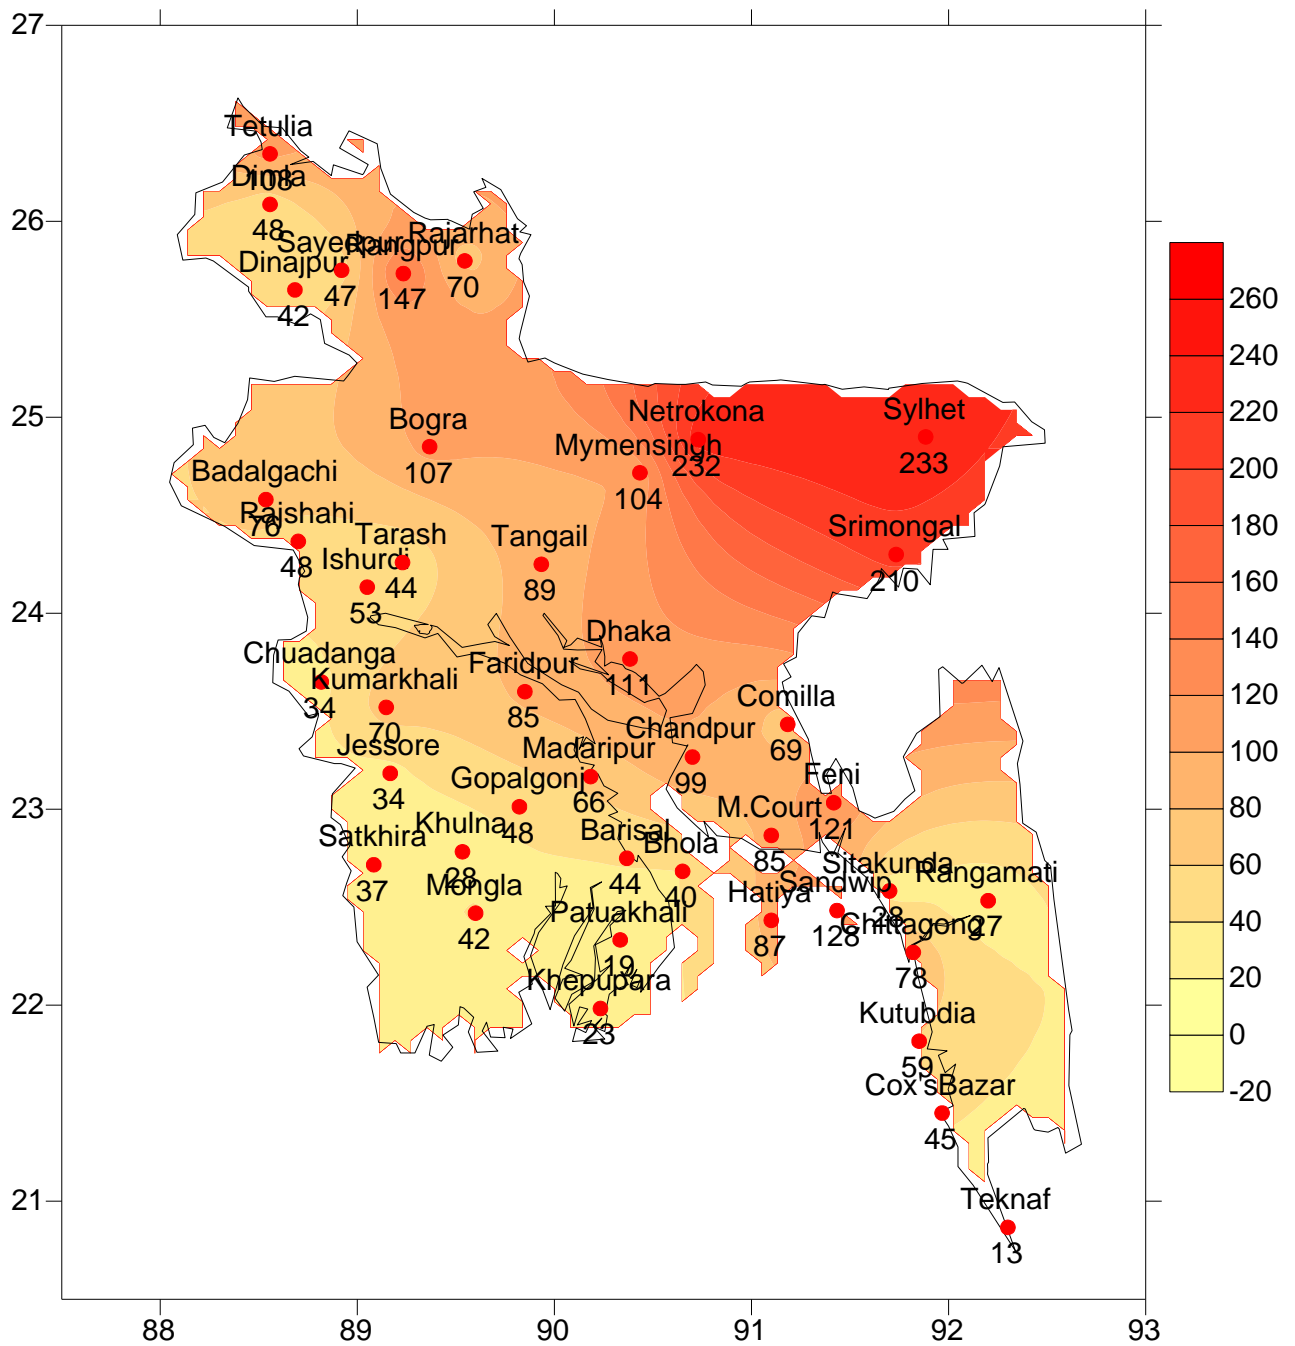 27
Tetulia
108
Dimla
48
26
Sayedpur
47
Rangpur
147
Rajarhat
70
Dinajpur
42
260
240
220
200
180
160
140
120
100
80
60
40
20
0
-20
25
Bogra
107
Netrokona
232
Sylhet
233
Mymensingh
104
Badalgachi
76
Rajshahi
48
Tarash
44
Ishurdi
53
Tangail
89
Srimongal
210
24
Dhaka
111
Chuadanga
34
Kumarkhali
70
Faridpur
85
Comilla
69
Chandpur
99
Jessore
34
Madaripur
66
Gopalgonj
48
Feni
121
23
M.Court
85
Khulna
28
Satkhira
37
Barisal
44
Bhola
40
Sitakunda
28
Rangamati
27
Mongla
42
Hatiya
87
Sandwip
128
Patuakhali
19
Chittagong
78
Khepupara
23
22
Kutubdia
59
Cox'sBazar
45
21
Teknaf
13
88
89
90
91
92
93